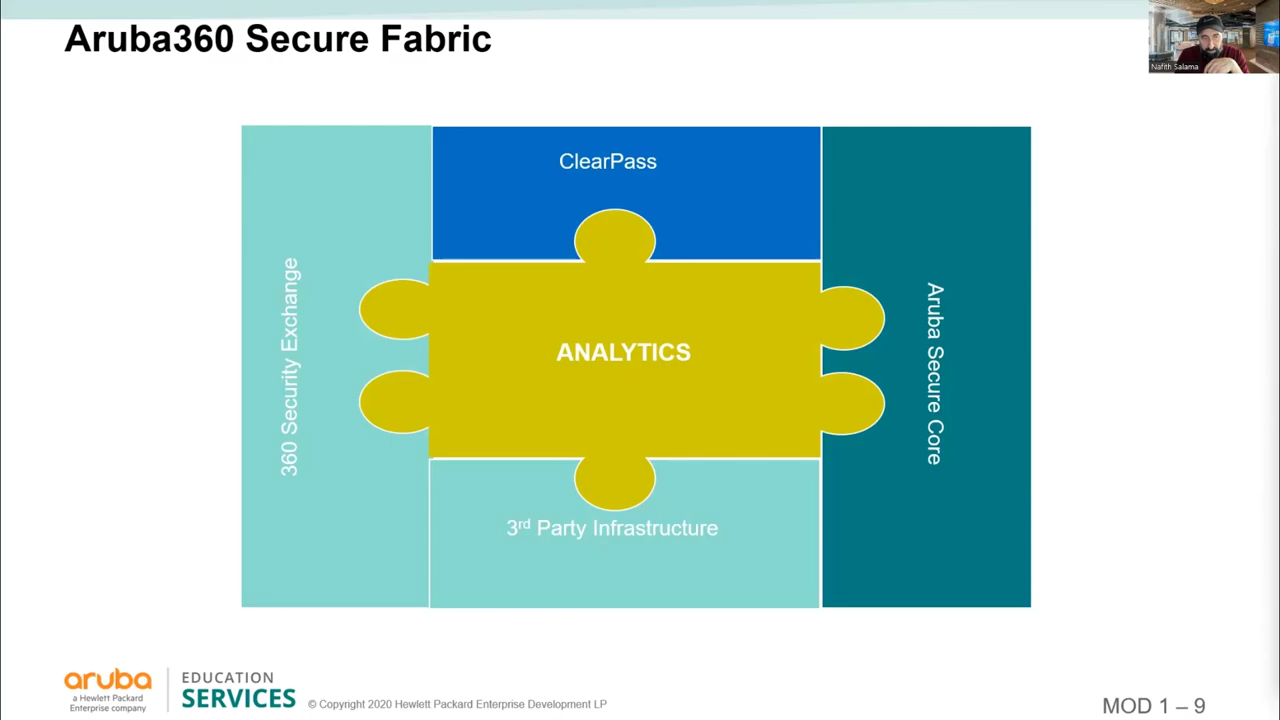 Aruba360 Secure Fabric
Nafith Salama
ClearPass
360 Security Exchange
ANALYTICS
Aruba Secure Core
3rd Party Infrastructure
aruba
a Hewlett Packard
Enterprise company
EDUCATION
SERVICES
© Copyright 2020 Hewlett Packard Enterprise Development LP
MOD 1 – 9